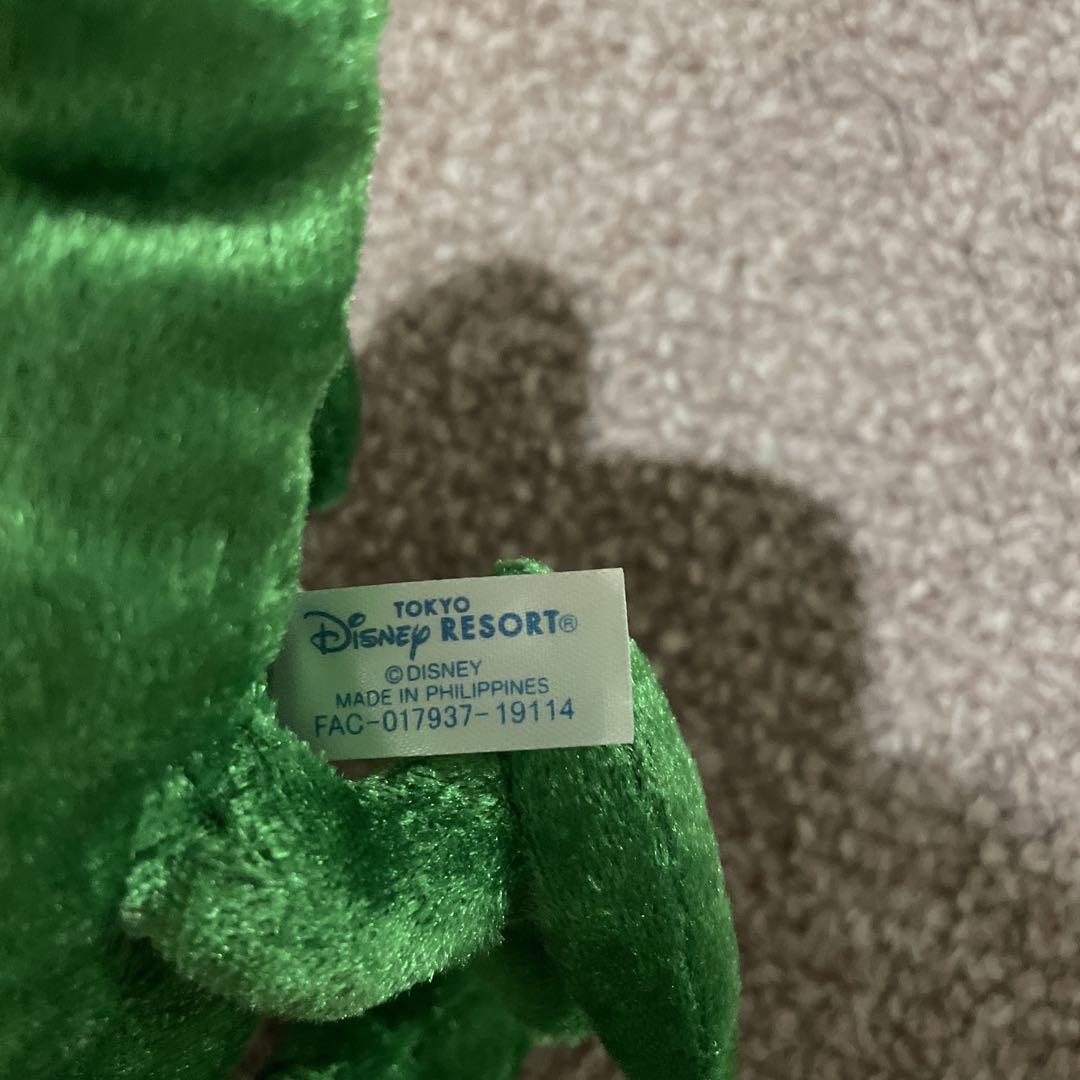 TOKYO
Disney RESORT®
©DISNEY
MADE IN PHILIPPINES
FAC-017937-19114